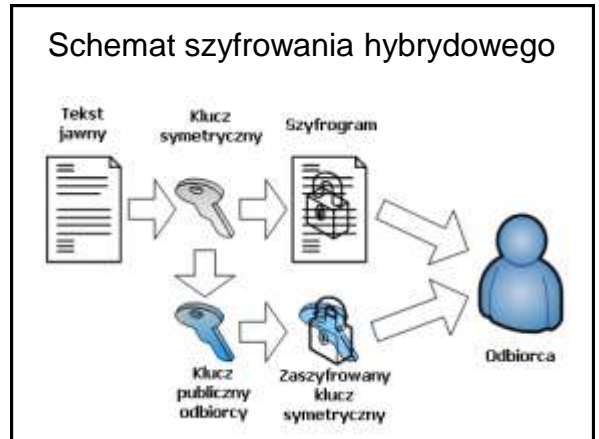 Schemat szyfrowania hybrydowego
Tekst
jawny
Klucz
symetryczny
Szyfrogram
Klucz
publiczny
odbiorcy
Zaszyfrowany
klucz
symetryczny
Odbiorca